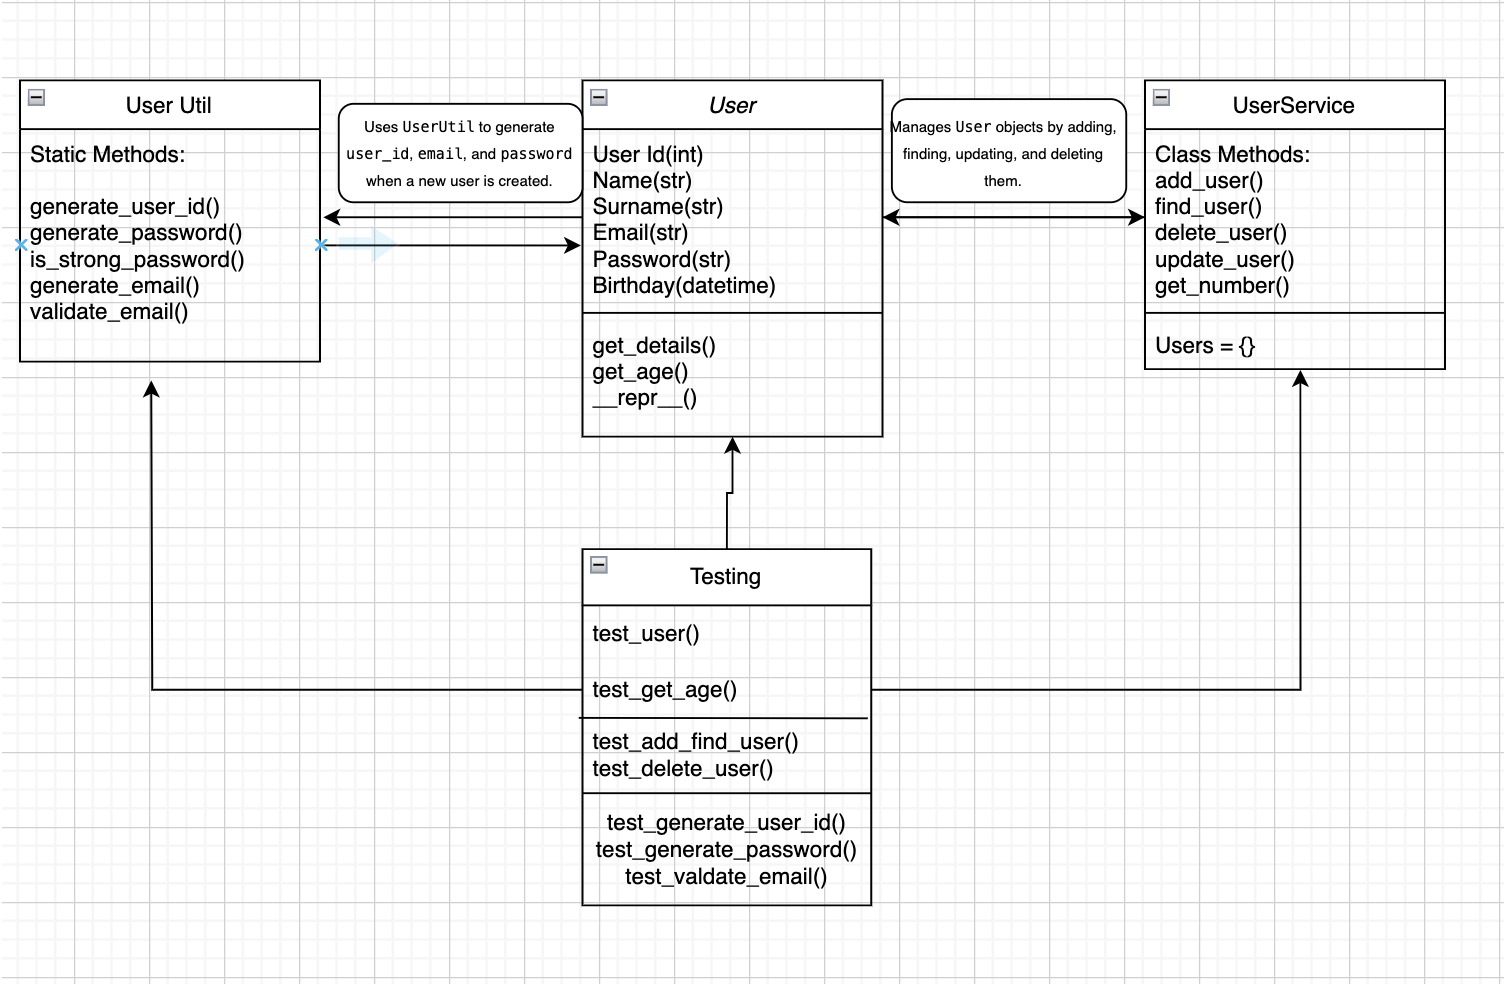 User Util
Static Methods:
generate_user_id()
generate_password()
is_strong_password()
generate_email()
validate_email()
Uses UserUtil to generate
user_id, email, and password
when a new user is created.
User
User Id(int)
Name(str)
Surname(str)
Email(str)
Password(str)
Birthday(datetime)
get_details()
get_age()
__repr__()
Manages User objects by adding,
finding, updating, and deleting
them.
UserService
Class Methods:
add_user()
find_user()
delete_user()
update_user()
get_number()
Users = {}
Testing
test_user()
test_get_age()
test_add_find_user()
test_delete_user()
test_generate_user_id()
test_generate_password()
test_valdate_email()